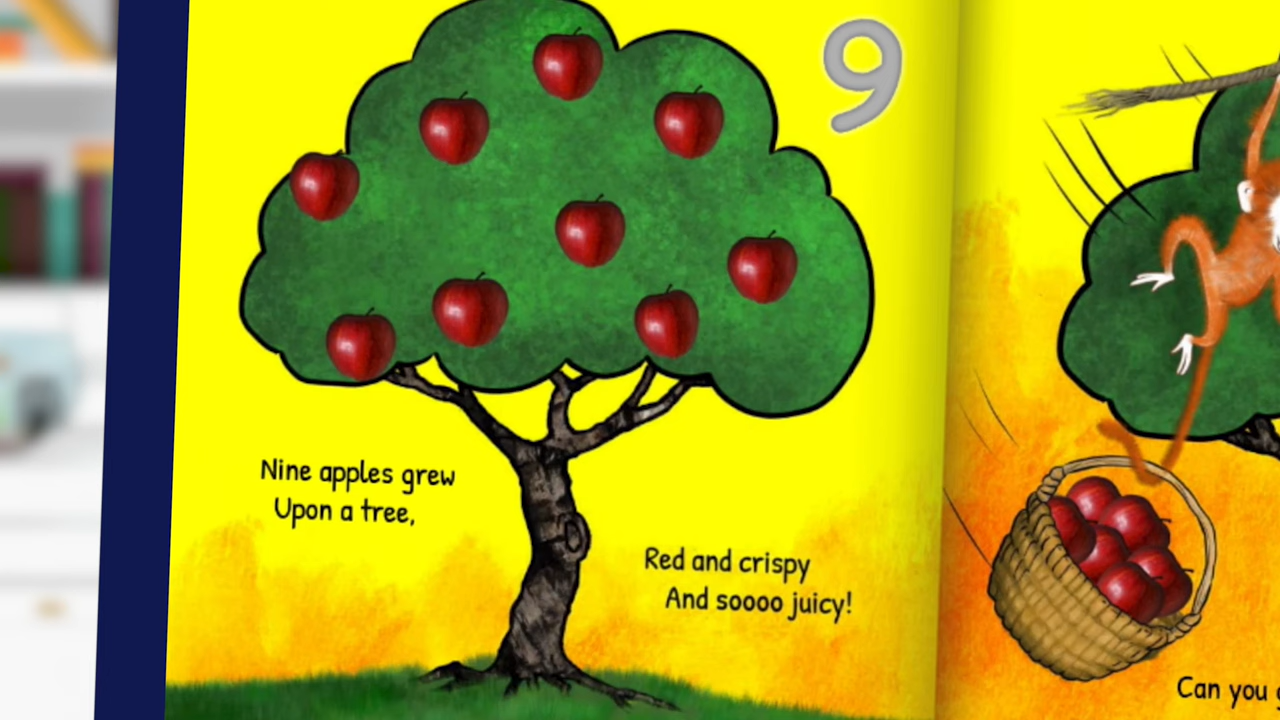 9
Nine apples grew
Upon a tree,
Red and crispy
And soooo juicy!
Can you